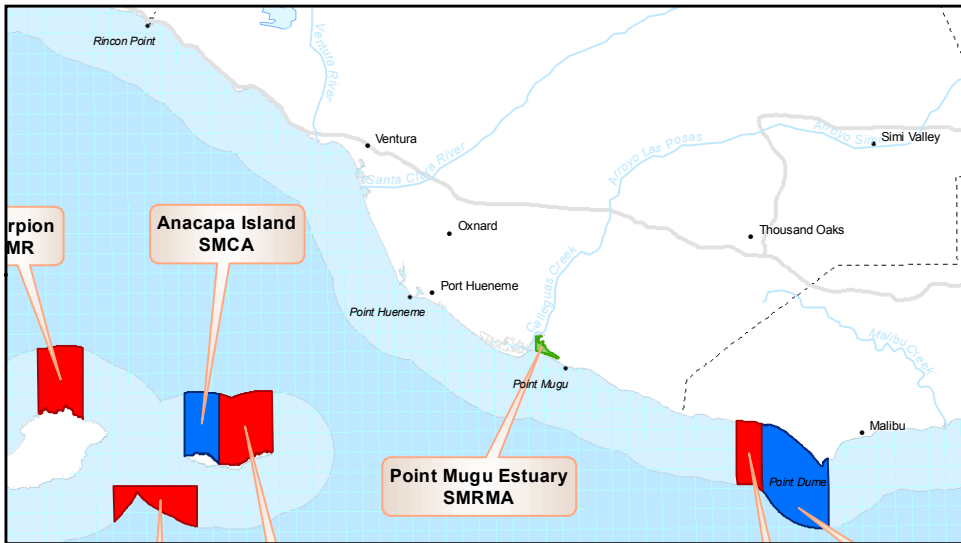 Rincon Point
Ventura River
Ventura
Santa Clara River
Arroyo Las Posas
Arroyo Simi
Simi Valley
rpion
MR
Anacapa Island
SMCA
Oxnard
Thousand Oaks
Port Hueneme
Point Hueneme
Calleguas Creek
Malibu Creek
Point Mugu
Malibu
Point Mugu Estuary
SMRMA
Point Dume